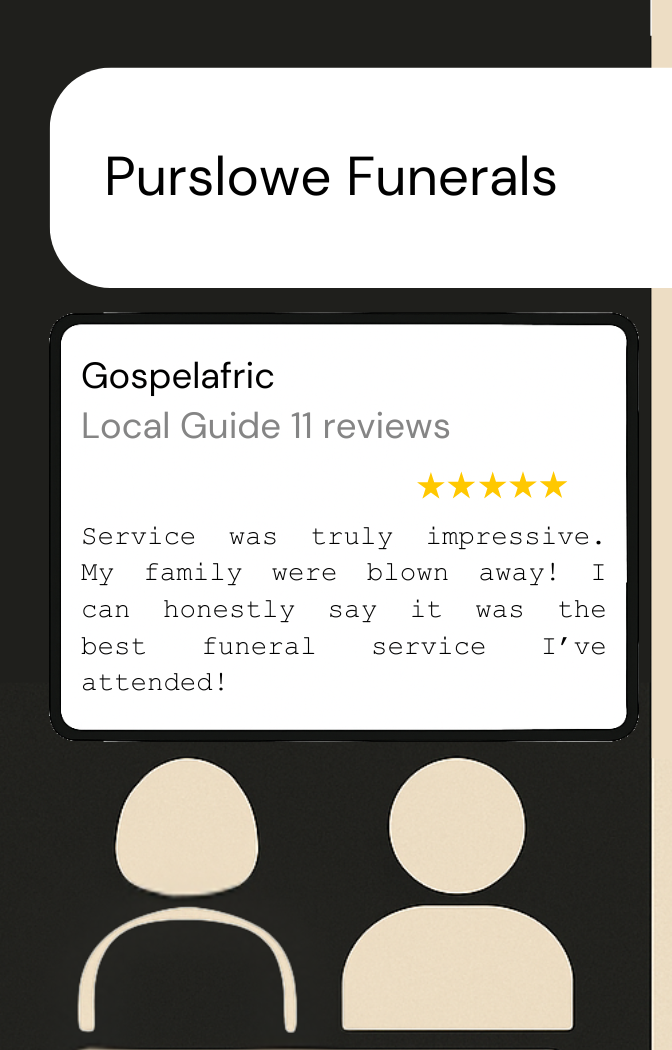 Purslowe Funerals
Gospelafric
Local Guide 11 reviews
Service was truly impressive.
My family were blown away! I
can honestly say it was the
best funeral service I’ve
attended!